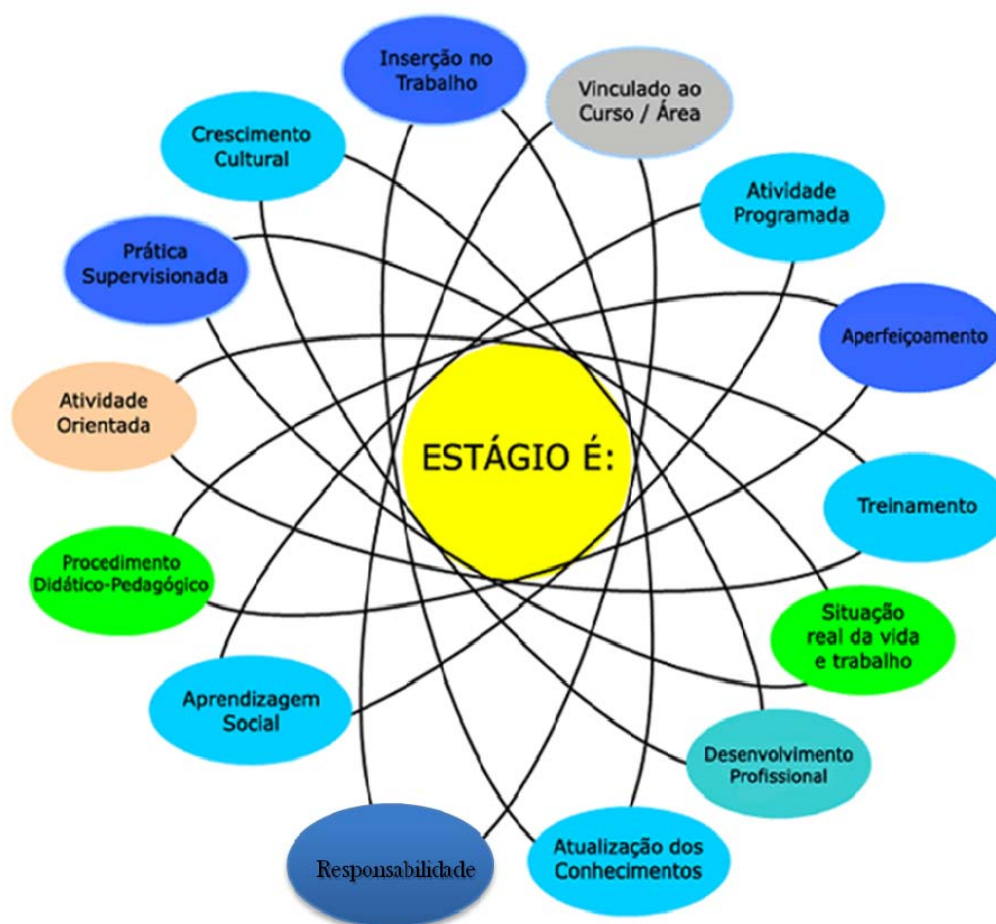 Inserção no
Trabalho
Vinculado ao
Curso / Área
Crescimento
Cultural
Atividade
Programada
Prática
Supervisionada
Aperfeiçoamento
Atividade
Orientada
ESTÁGIO É:
Treinamento
Procedimento
Didático-Pedagógico
Situação
real da vida
e trabalho
Aprendizagem
Social
Desenvolvimento
Profissional
Responsabilidade
Atualização dos
Conhecimentos